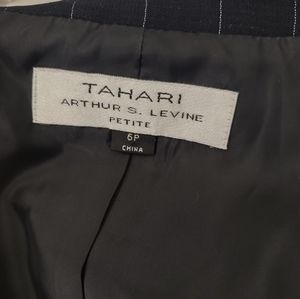 TAHARI
ARTHUR S. LEVINE
PETITE
6P
CHINA